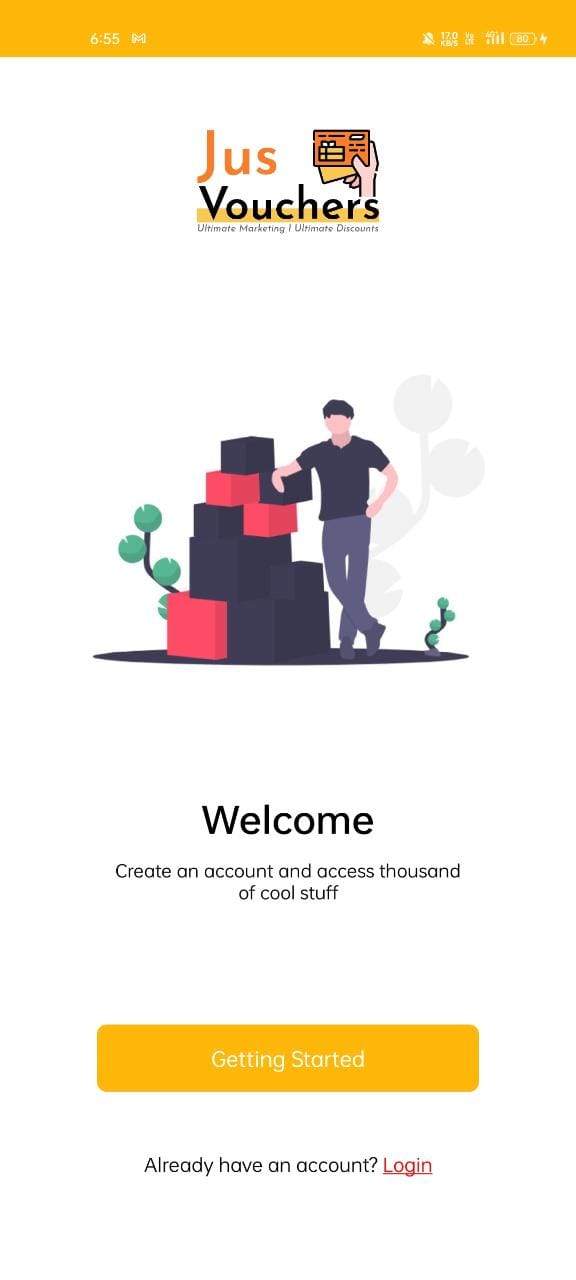 6:55 17.0 KB/S Vo LTE 4G+ 80
Jus
Vouchers
Ultimate Marketing | Ultimate Discounts
Welcome
Create an account and access thousand
of cool stuff
Getting Started
Already have an account? Login